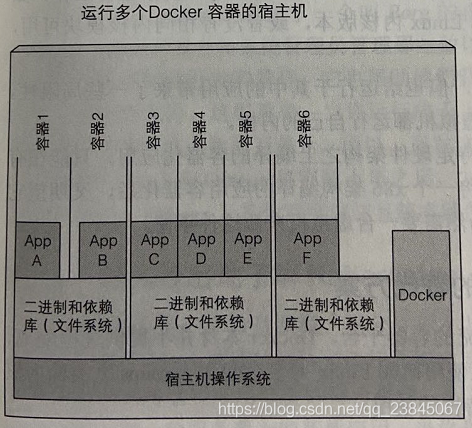 运行多个Docker 容器的宿主机
容器1
容器2
容器3
容器4
容器5
容器6
App
A
App
B
App
C
App
D
App
E
App
F
二进制和依赖
库（文件系统）
二进制和依赖
库（文件系统）
二进制和依赖
库（文件系统）
Docker
宿主机操作系统
https://blog.csdn.net/qq_23845067